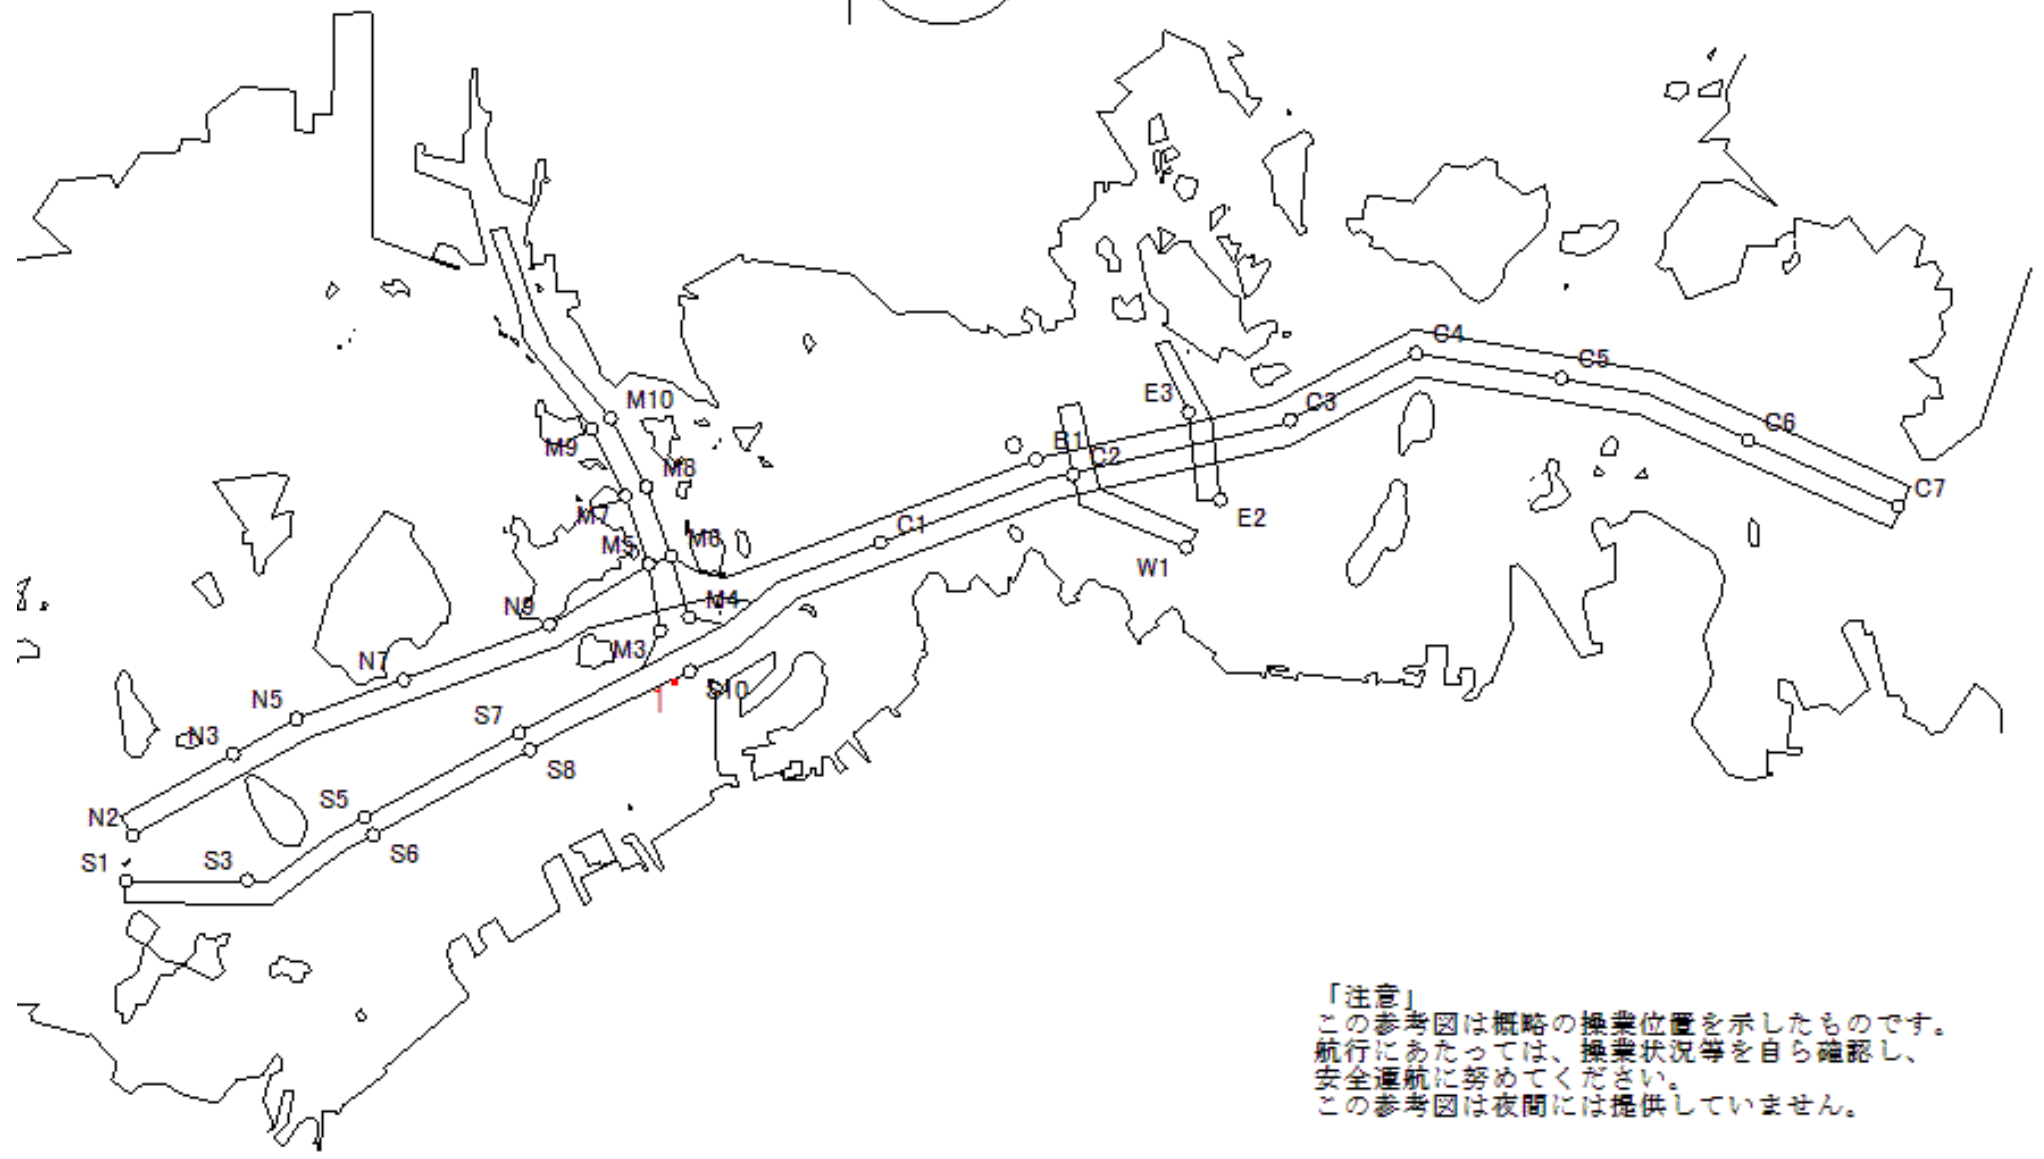 C4
C5
M10
E3
C3
C6
M9
B1
C2
M8
C7
M7
E2
C1
M5
M6
W1
N9
M4
M3
N7
S10
N5
S7
N3
S8
S5
N2
S6
S1
S3
1
「注意」
この参考図は概略の操業位置を示したものです。
航行にあたっては、操業状況等を自ら確認し、
安全運航に努めてください。
この参考図は夜間には提供していません。